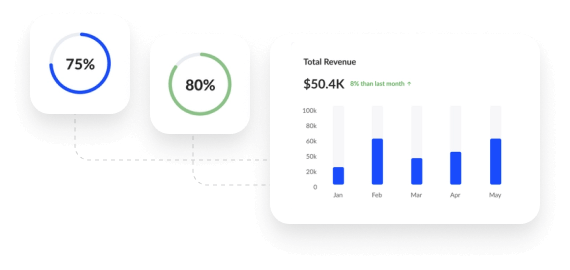 75%
80%
Total Revenue
$50.4K 8% than last month ↑
100k
80k
60k
50k
20k
0
Jan Feb Mar Apr May